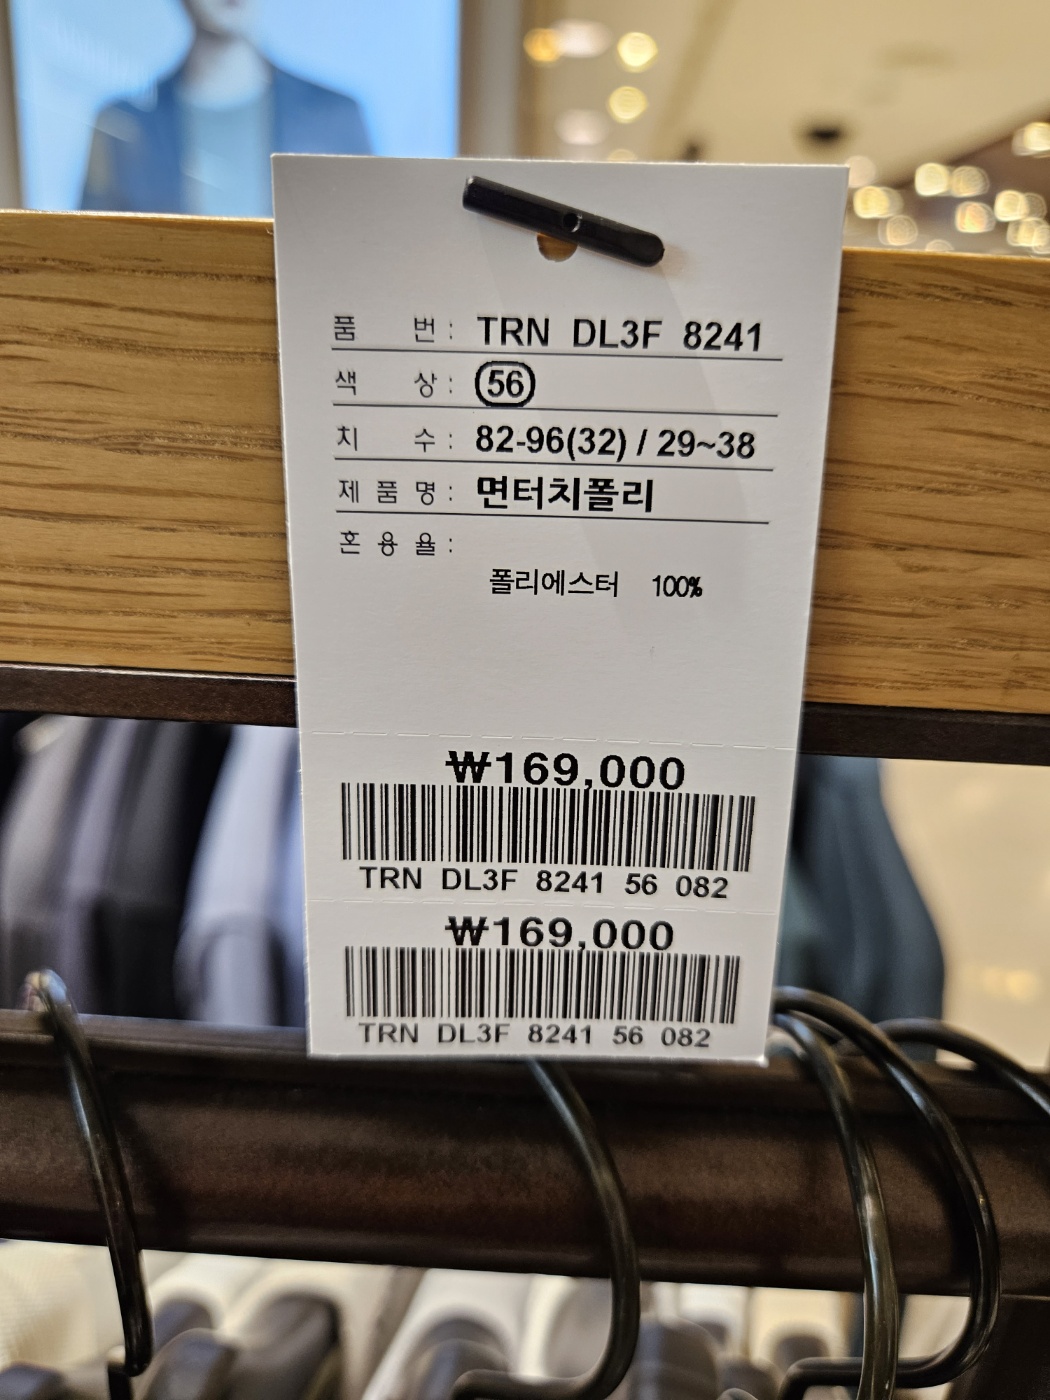 품 번 : TRN DL3F 8241
색 상 : 56
치 수 : 82-96(32) / 29~38
제 품 명 : 면터치폴리
혼 용 율 :
폴리에스터 100%
₩169,000
TRN DL3F 8241 56 082
₩169,000
TRN DL3F 8241 56 082